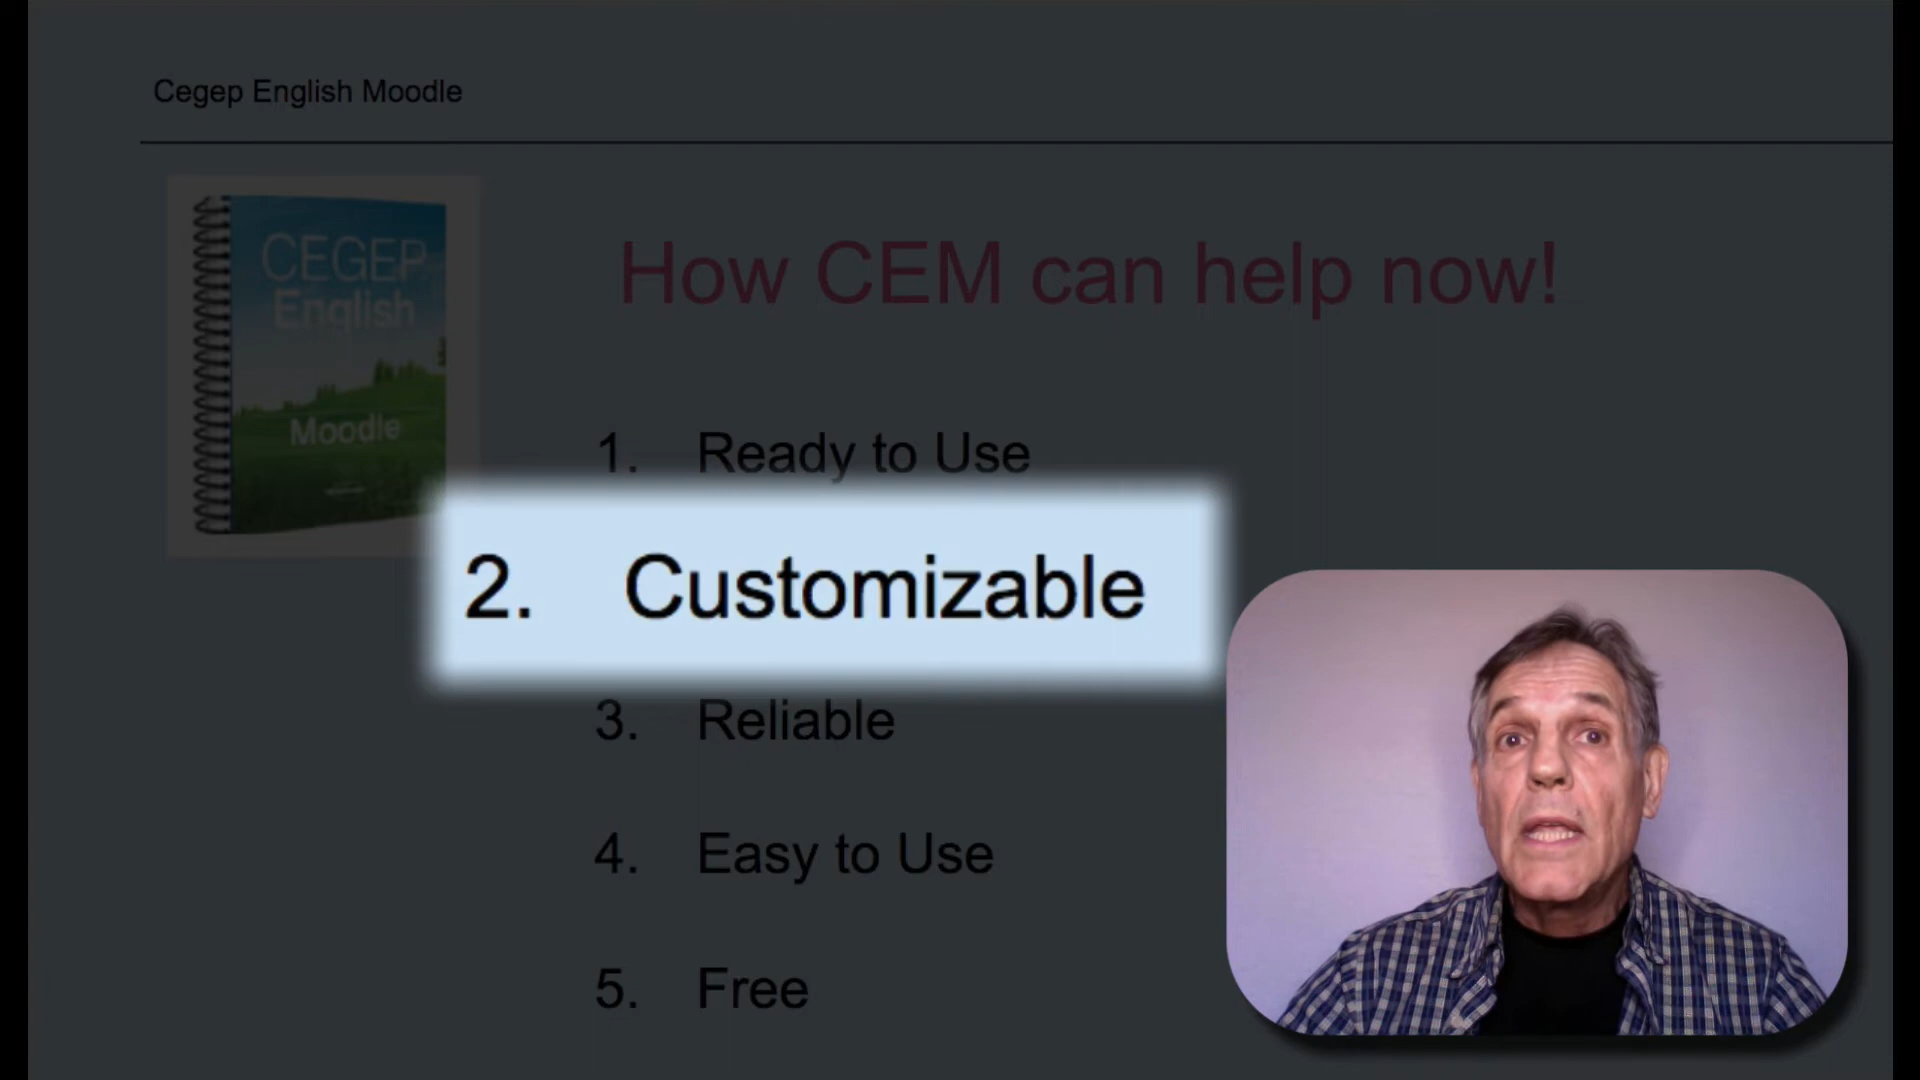 Cegep English Moodle
CEGEP
English
Moodle
How CEM can help now!
1. Ready to Use
2. Customizable
3. Reliable
4. Easy to Use
5. Free